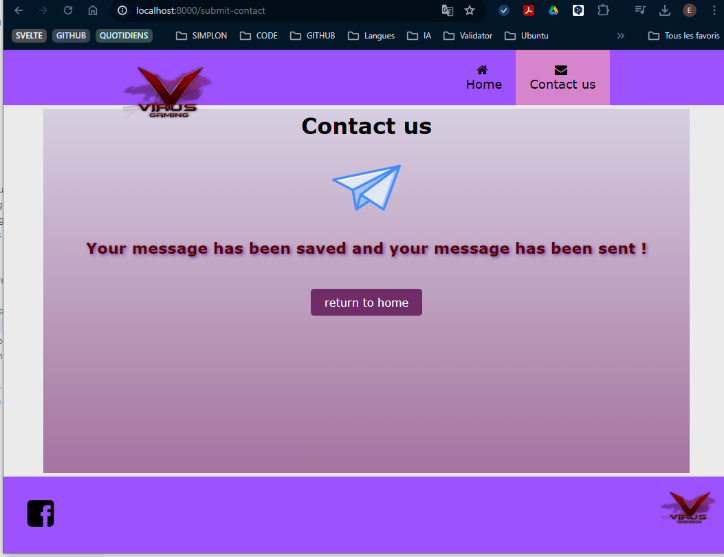 localhost:8000/submit-contact
SVELTE GITHUB QUOTIDIENS SIMPLON CODE GITHUB Langues IA Validator Ubuntu » Tous les favoris
E
VIRUS
GAMING
Home
Contact us
Contact us
Your message has been saved and your message has been sent !
return to home
VIRUS
GAMING